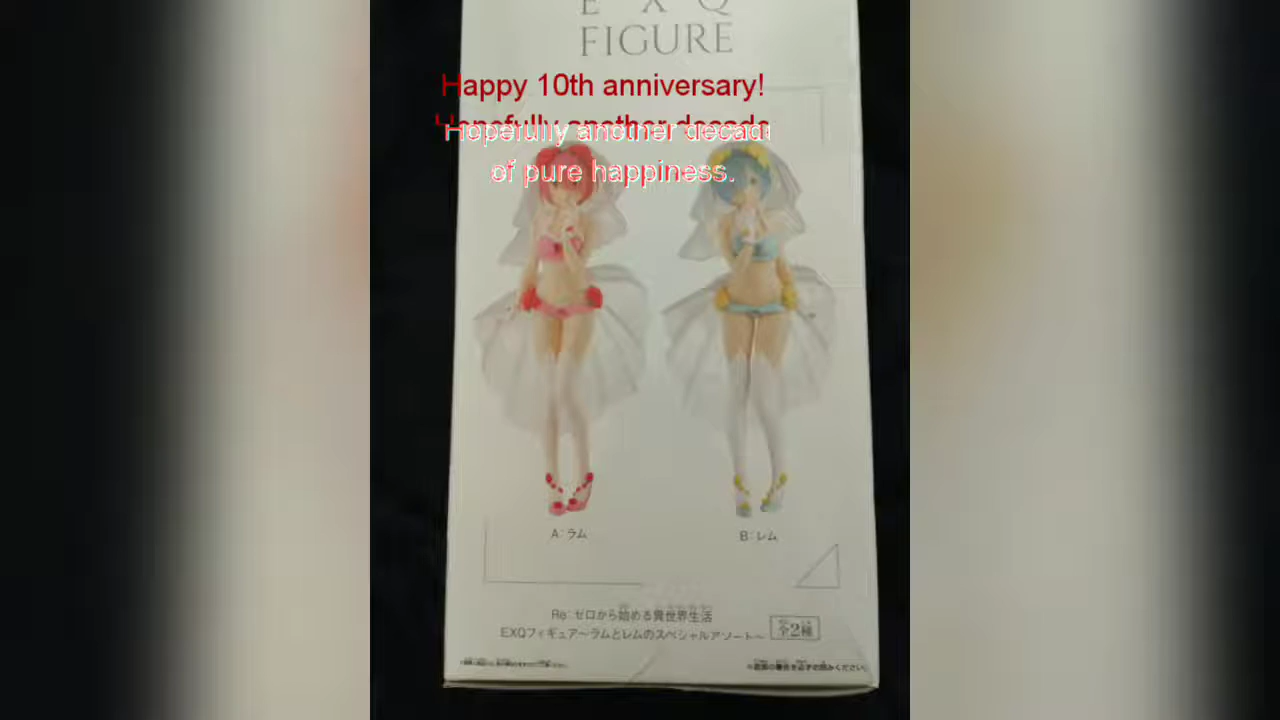 EXQ
FIGURE
Happy 10th anniversary!
Hopefully another decade
of pure happiness.
A:ラム
B:レム
Re:ゼロから始める異世界生活
EXQフィギュア～ラムとレムのスペシャルアソート～
全2種